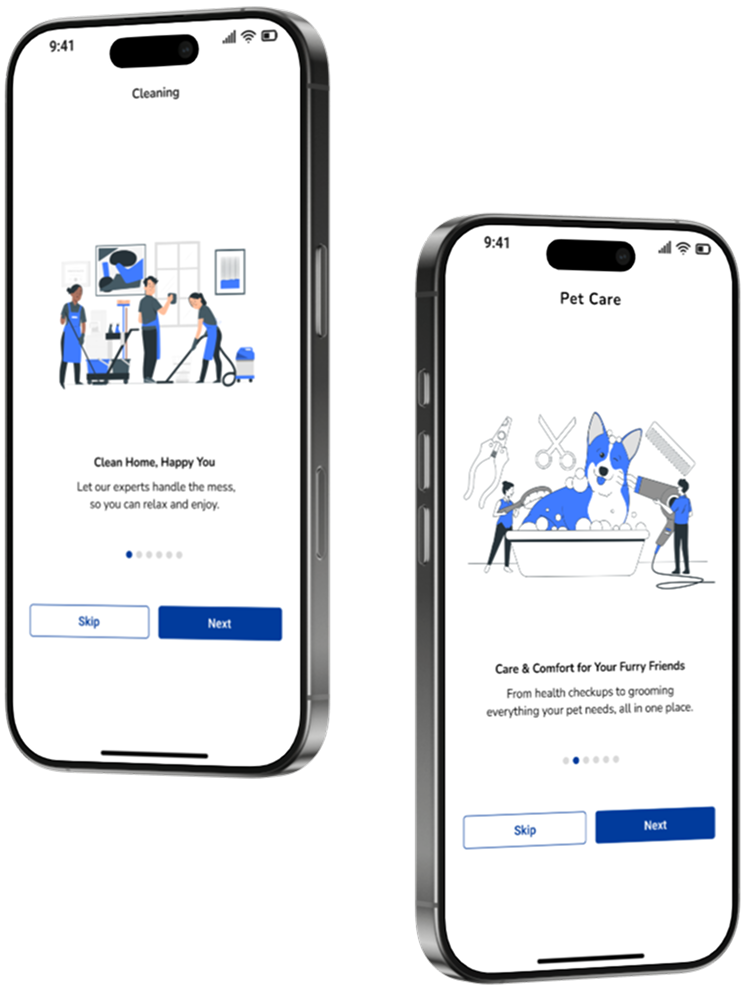 9:41
Cleaning
Clean Home, Happy You
Let our experts handle the mess,
so you can relax and enjoy.
Skip
Next
9:41
Pet Care
Care & Comfort for Your Furry Friends
From health checkups to grooming
everything your pet needs, all in one place.
Skip
Next